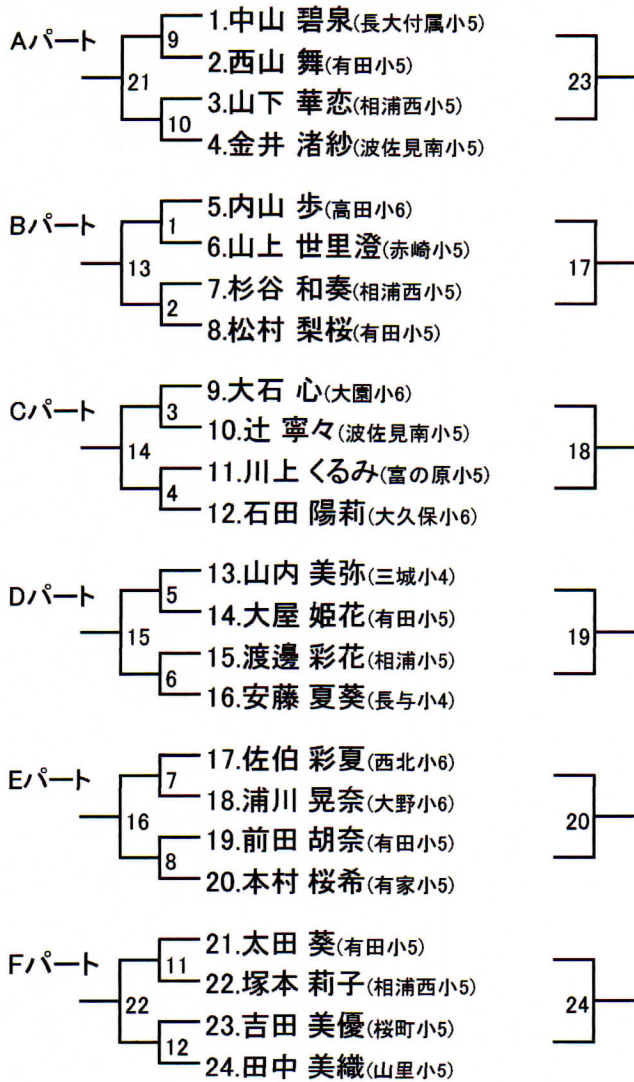 Aパート
9
1.中山 碧泉(長大付属小5)
2.西山 舞(有田小5)
21
23
10
3.山下 華恋(相浦西小5)
4.金井 渚紗(波佐見南小5)
Bパート
1
5.内山 歩(高田小6)
6.山上 世里澄(赤崎小5)
13
17
2
7.杉谷 和奏(相浦西小5)
8.松村 梨桜(有田小5)
Cパート
3
9.大石 心(大園小6)
10.辻 寧々(波佐見南小5)
14
18
4
11.川上 くるみ(富の原小5)
12.石田 陽莉(大久保小6)
Dパート
5
13.山内 美弥(三城小4)
14.大屋 姫花(有田小5)
15
19
6
15.渡邊 彩花(相浦小5)
16.安藤 夏葵(長与小4)
Eパート
7
17.佐伯 彩夏(西北小6)
18.浦川 晃奈(大野小6)
16
20
8
19.前田 胡奈(有田小5)
20.本村 桜希(有家小5)
Fパート
11
21.太田 葵(有田小5)
22.塚本 莉子(相浦西小5)
22
24
12
23.吉田 美優(桜町小5)
24.田中 美織(山里小5)